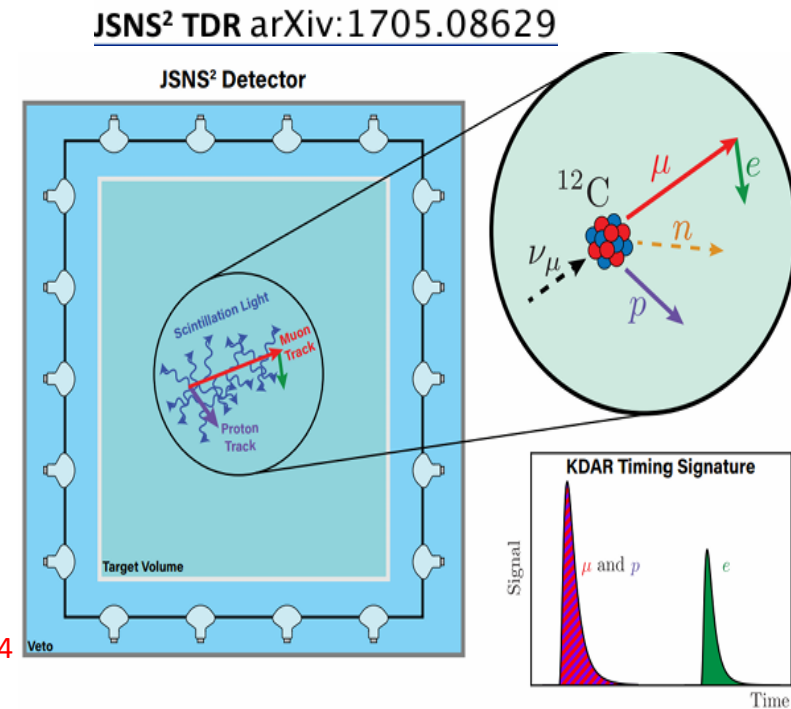 JSNS² TDR arXiv:1705.08629
JSNS² Detector
12C
μ
e
n
νμ
p
Scintillation Light
Muon
Track
Proton
Track
Target Volume
4
Veto
KDAR Timing Signature
Signal
μ and p
e
Time